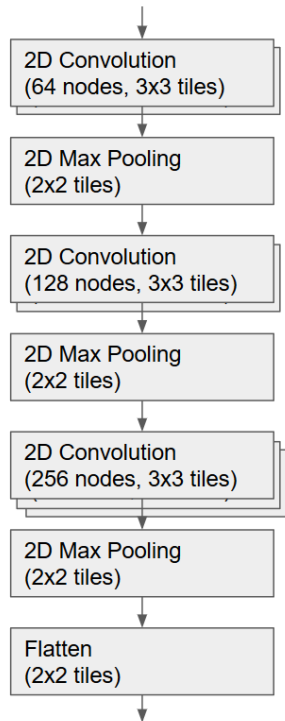 2D Convolution
(64 nodes, 3x3 tiles)
2D Max Pooling
(2x2 tiles)
2D Convolution
(128 nodes, 3x3 tiles)
2D Max Pooling
(2x2 tiles)
2D Convolution
(256 nodes, 3x3 tiles)
2D Max Pooling
(2x2 tiles)
Flatten
(2x2 tiles)